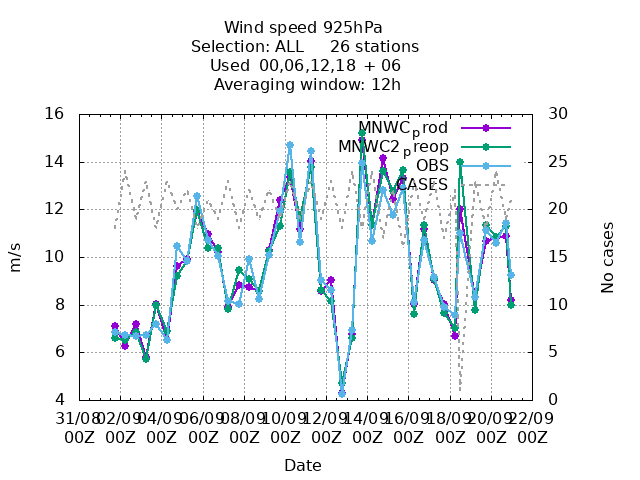 Wind speed 925hPa
Selection: ALL 26 stations
Used 00,06,12,18 + 06
Averaging window: 12h
16 30
MNWCprod
MNWC2preop
OBS
CASES
14 25
12 20
10 15
8 10
6 5
4 0
m/s
No cases
31/08 02/09 04/09 06/09 08/09 10/09 12/09 14/09 16/09 18/09 20/09 22/09
00Z 00Z 00Z 00Z 00Z 00Z 00Z 00Z 00Z 00Z 00Z 00Z
Date